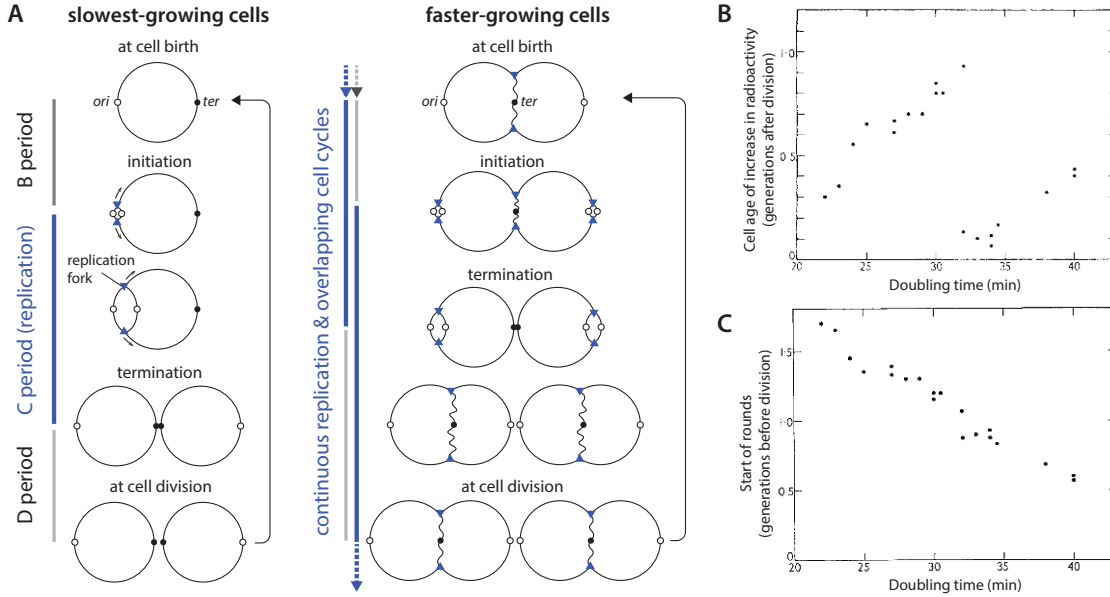 A
slowest-growing cells
at cell birth
ori
ter
initiation
replication
fork
termination
at cell division
B period
C period (replication)
D period
faster-growing cells
at cell birth
ori
ter
initiation
termination
at cell division
continuous replication & overlapping cell cycles
B
Cell age of increase in radioactivity
(generations after division)
1·0
0·5
0
20
25
30
35
40
Doubling time (min)
C
Start of rounds
(generations before division)
1·5
1·0
0·5
20
25
30
35
40
Doubling time (min)